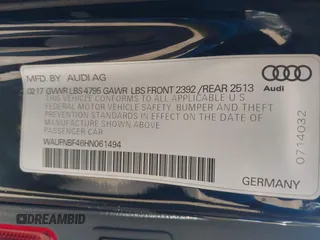 MFD. BY AUDI AG
02 17 GVWR LBS 4795 GAWR LBS FRONT 2392 /REAR 2513
THIS VEHICLE CONFORMS TO ALL APPLICABLE U S
FEDERAL MOTOR VEHICLE SAFETY, BUMPER AND THEFT
PREVENTION STANDARDS IN EFFECT ON THE DATE OF
MANUFACTURE SHOWN ABOVE
PASSENGER CAR
WAUFNBF46HN061494
Audi
0714032
GERMANY
DREAMBID